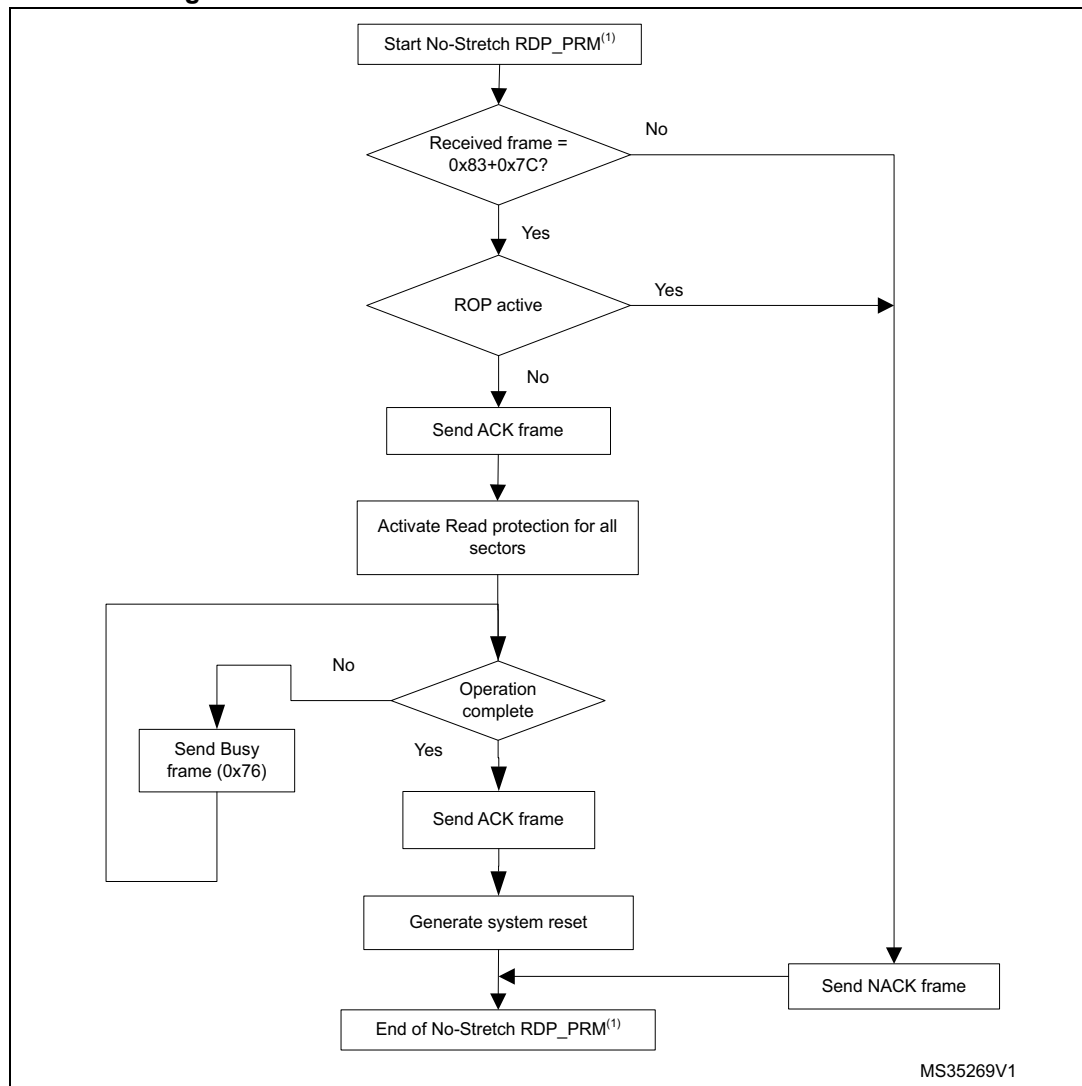 Start No-Stretch RDP_PRM(1)
Received frame =
0x83+0x7C?
No
Yes
ROP active
Yes
No
Send ACK frame
Activate Read protection for all
sectors
No
Operation
complete
Send Busy
frame (0x76)
Yes
Send ACK frame
Generate system reset
Send NACK frame
End of No-Stretch RDP_PRM(1)
MS35269V1